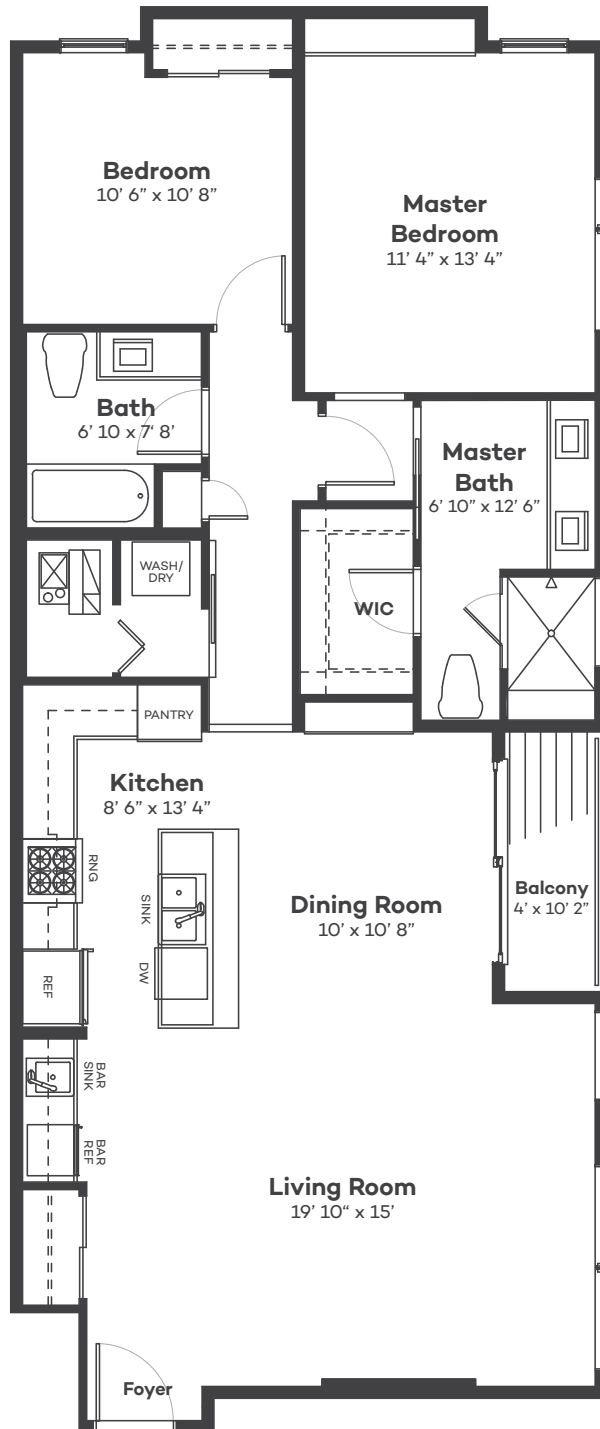 Bedroom
10’ 6” x 10’ 8”
Master
Bedroom
11’ 4” x 13’ 4”
Bath
6’ 10 x 7‘ 8’
Master
Bath
6’ 10” x 12’ 6”
WASH/
DRY
WIC
PANTRY
Kitchen
8’ 6” x 13’ 4”
RNG
SINK
Dining Room
10’ x 10’ 8”
Balcony
4’ x 10’ 2”
DW
REF
BAR
SINK
BAR
REF
Living Room
19’ 10“ x 15’
Foyer